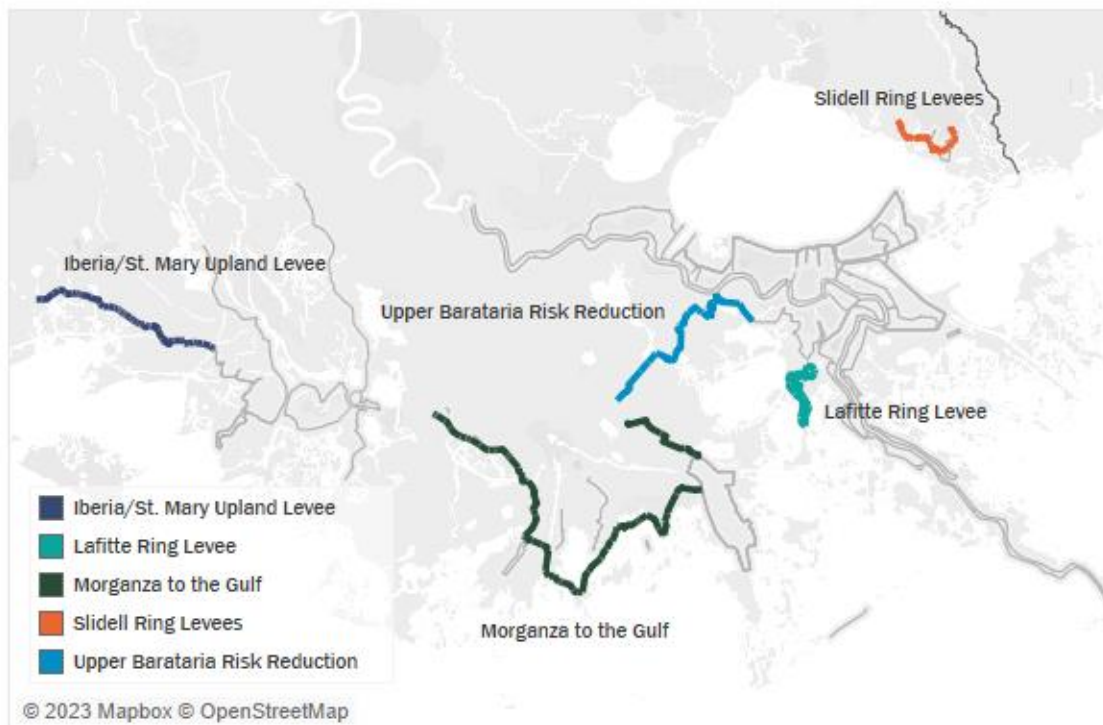 Slidell Ring Levees
Iberia/St. Mary Upland Levee
Upper Barataria Risk Reduction
Lafitte Ring Levee
Morganza to the Gulf
Iberia/St. Mary Upland Levee
Lafitte Ring Levee
Morganza to the Gulf
Slidell Ring Levees
Upper Barataria Risk Reduction
© 2023 Mapbox © OpenStreetMap